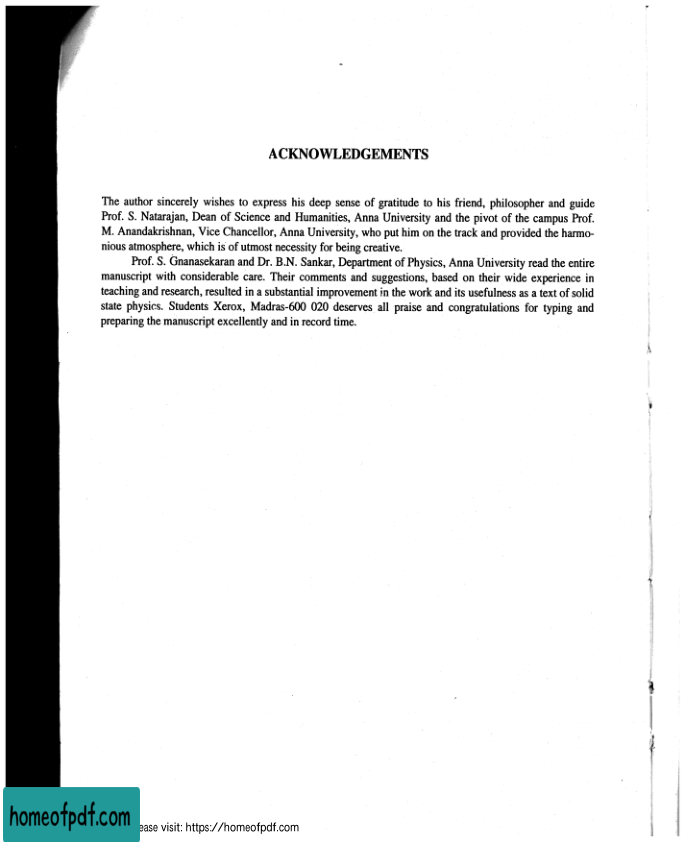 ACKNOWLEDGEMENTS
The author sincerely wishes to express his deep sense of gratitude to his friend, philosopher and guide
Prof. S. Natarajan, Dean of Science and Humanities, Anna University and the pivot of the campus Prof.
M. Anandakrishnan, Vice Chancellor, Anna University, who put him on the track and provided the harmo-
nious atmosphere, which is of utmost necessity for being creative.
Prof. S. Gnanasekaran and Dr. B.N. Sankar, Department of Physics, Anna University read the entire
manuscript with considerable care. Their comments and suggestions, based on their wide experience in
teaching and research, resulted in a substantial improvement in the work and its usefulness as a text of solid
state physics. Students Xerox, Madras-600 020 deserves all praise and congratulations for typing and
preparing the manuscript excellently and in record time.
homeofpdf.com
ease visit: https://homeofpdf.com